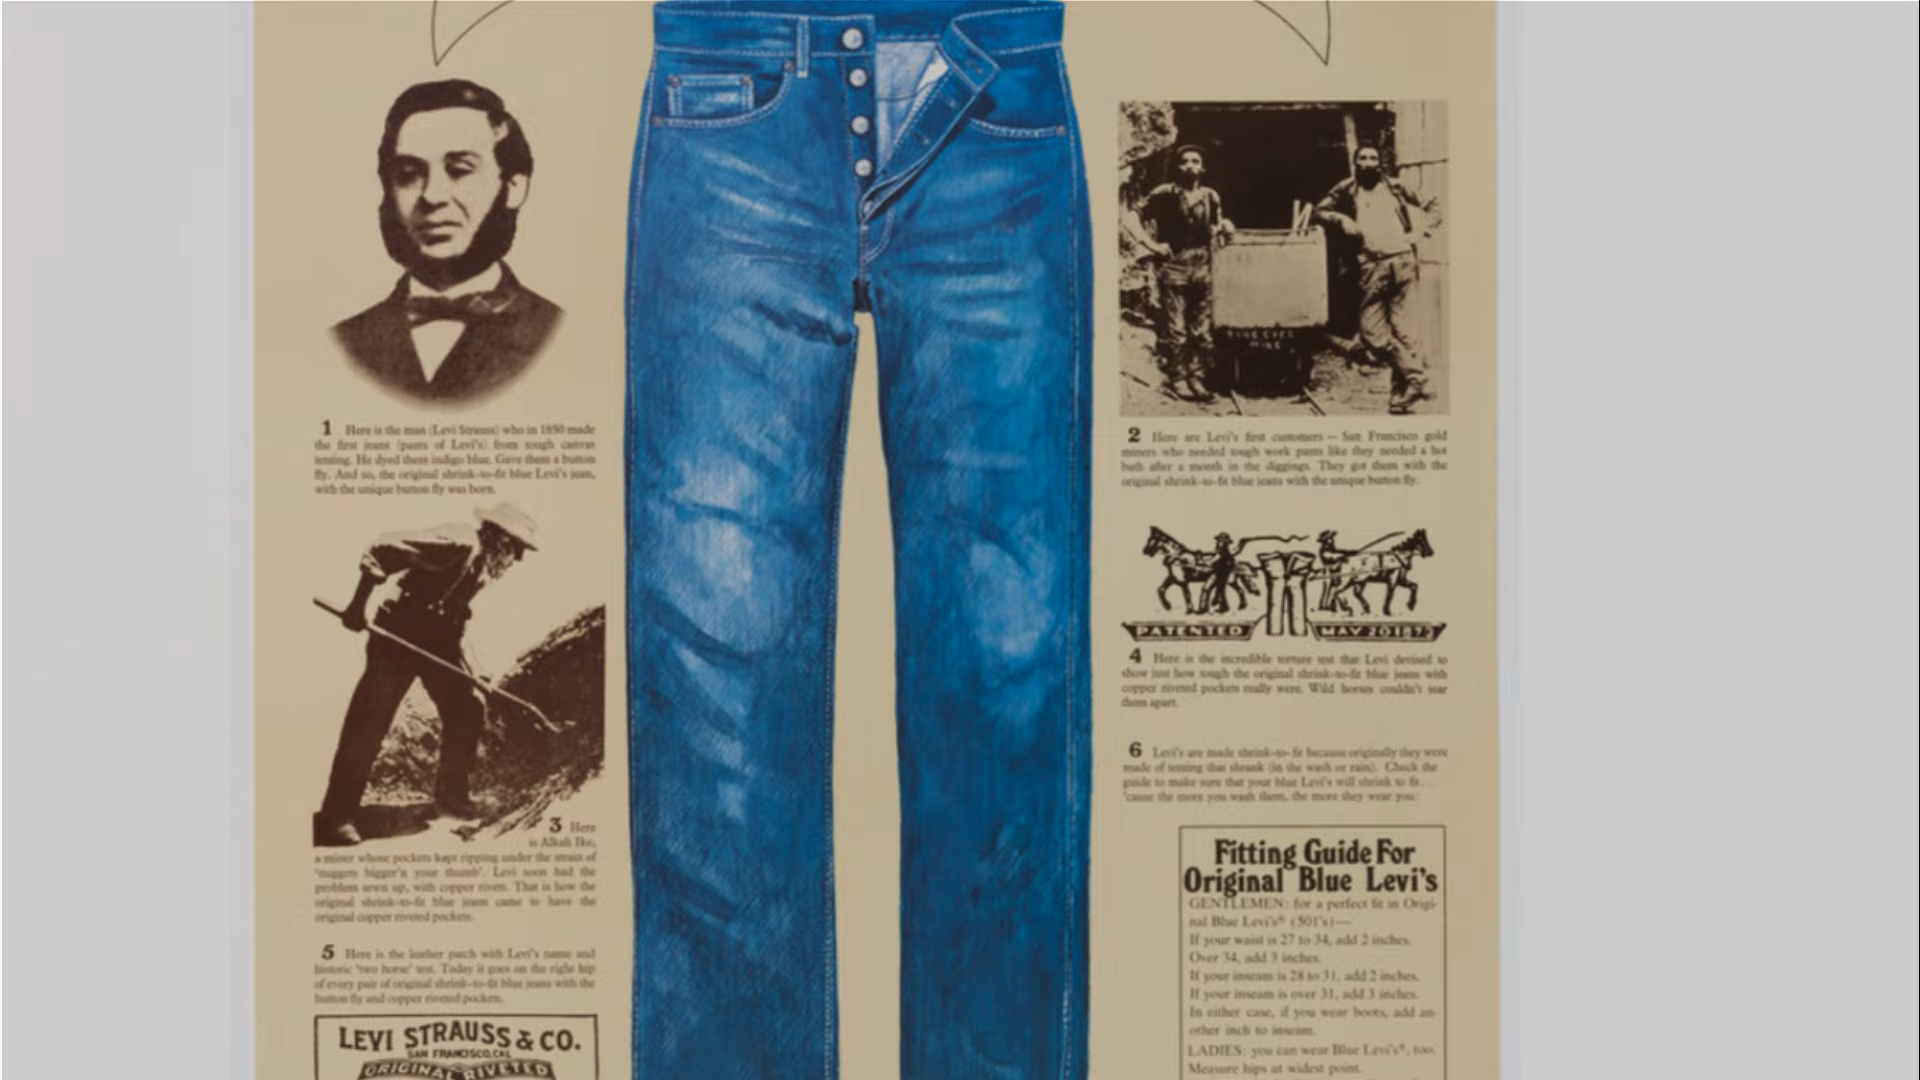 BLUE EYES
MINE
1 Here is the man (Levi Strauss) who in 1850 made
the first jeans (pants of Levi's) from tough canvas
tenting. He dyed them indigo blue. Gave them a button
fly. And so, the original shrink-to-fit blue Levi's jean,
with the unique button fly was born.
2 Here are Levi's first customers — San Francisco gold
miners who needed tough work pants like they needed a hot
bath after a month in the diggings. They got them with the
original shrink-to-fit blue jeans with the unique button fly.
3 Here
is Alkali Ike,
a miner whose pockets kept ripping under the strain of
'nuggets bigger'n your thumb'. Levi soon had the
problem sewn up, with copper rivets. That is how the
original shrink-to-fit blue jeans came to have the
original copper riveted pockets.
PATENTED MAY 20 1873
4 Here is the incredible torture test that Levi devised to
show just how tough the original shrink-to-fit blue jeans with
copper riveted pockets really were. Wild horses couldn't tear
them apart.
5 Here is the leather patch with Levi's name and
historic 'two horse' test. Today it goes on the right hip
of every pair of original shrink-to-fit blue jeans with the
button fly and copper riveted pockets.
6 Levi's are made shrink-to-fit because originally they were
made of tenting that shrank (in the wash or rain). Check the
guide to make sure that your blue Levi's will shrink to fit . . .
'cause the more you wash them, the more they wear you:
LEVI STRAUSS & CO.
SAN FRANCISCO, CAL
ORIGINAL RIVETED
Fitting Guide For
Original Blue Levi's
GENTLEMEN: for a perfect fit in Origi-
nal Blue Levi's® (501's)—
If your waist is 27 to 34, add 2 inches.
Over 34, add 3 inches.
If your inseam is 28 to 31, add 2 inches.
If your inseam is over 31, add 3 inches.
In either case, if you wear boots, add an-
other inch to inseam.
LADIES: you can wear Blue Levi's®, too.
Measure hips at widest point.